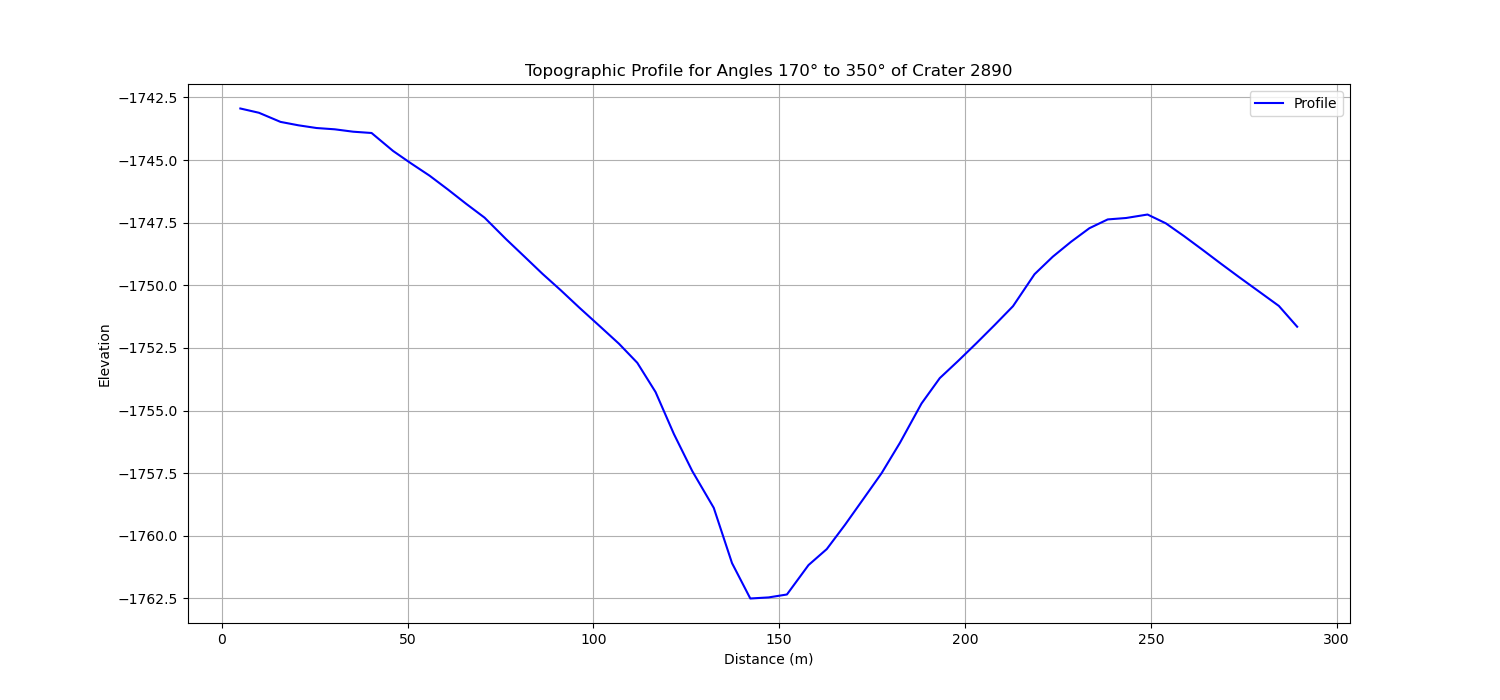 Topographic Profile for Angles 170° to 350° of Crater 2890
Profile
−1742.5
−1745.0
−1747.5
−1750.0
−1752.5
−1755.0
−1757.5
−1760.0
−1762.5
Elevation
0 50 100 150 200 250 300
Distance (m)